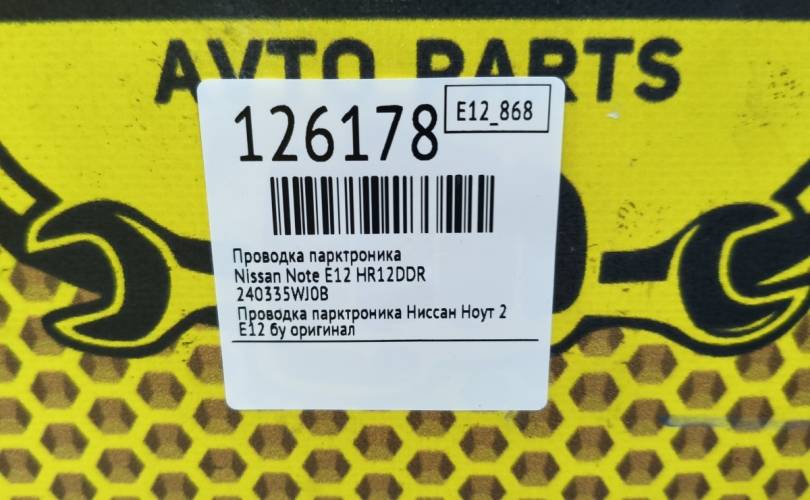 AVTO PARTS
126178
E12_868
Проводка парктроника
Nissan Note E12 HR12DDR
240335WJ0B
Проводка парктроника Ниссан Ноут 2
E12 бу оригинал